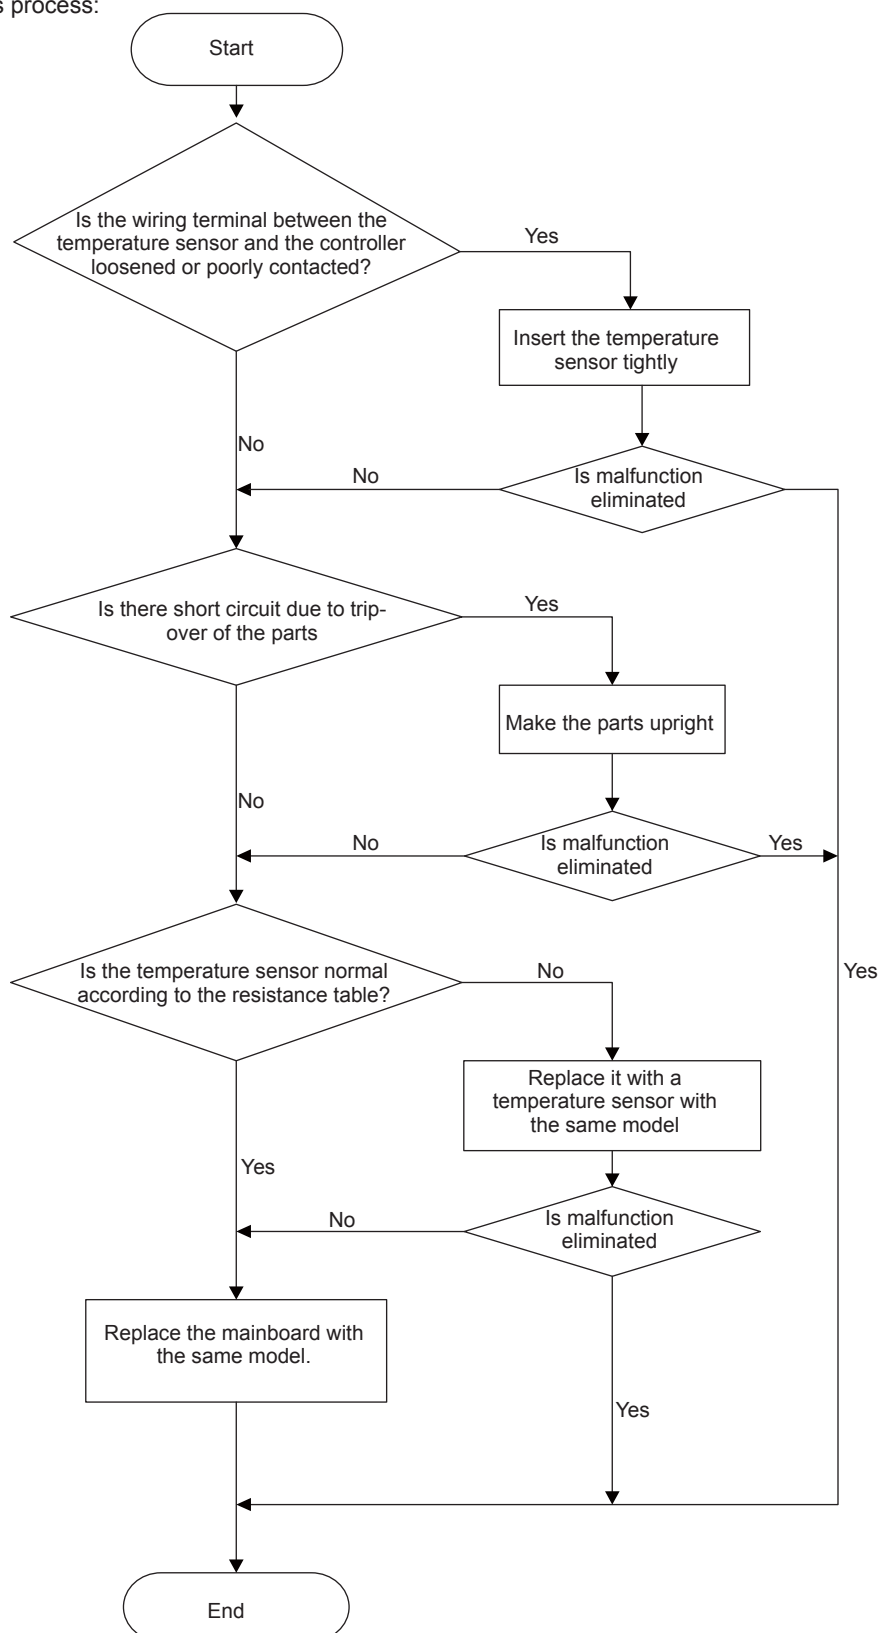 s process:
Start
Is the wiring terminal between the
temperature sensor and the controller
loosened or poorly contacted?
Yes
Insert the temperature
sensor tightly
No
No
Is malfunction
eliminated
Is there short circuit due to trip-
over of the parts
Yes
Make the parts upright
No
No
Is malfunction
eliminated
Yes
Yes
Is the temperature sensor normal
according to the resistance table?
No
Replace it with a
temperature sensor with
the same model
Yes
No
Is malfunction
eliminated
Replace the mainboard with
the same model.
Yes
End